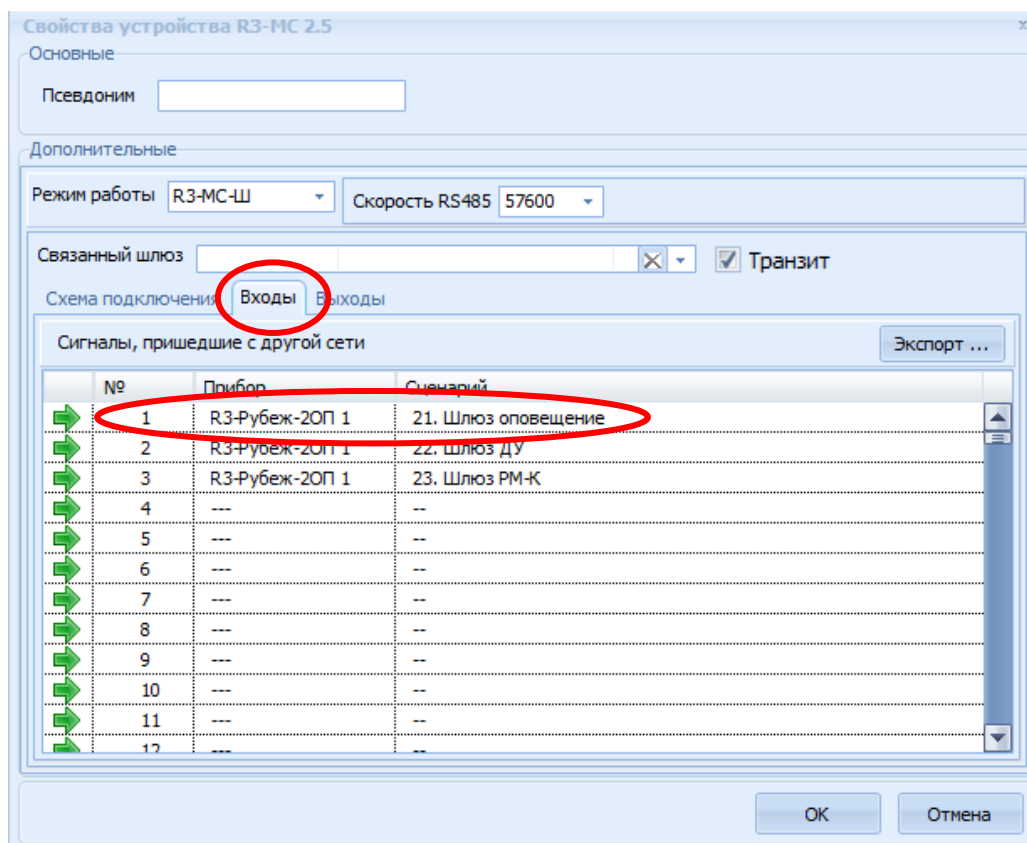 Свойства устройства R3-МС 2.5 x
Основные
Псевдоним
Дополнительные
Режим работы R3-МС-Ш Скорость RS485 57600
Связанный шлюз Транзит
Схема подключения Входы Выходы
Сигналы, пришедшие с другой сети Экспорт ...
№ Прибор Сценарий
1 R3-Рубеж-2ОП 1 21. Шлюз оповещение
2 R3-Рубеж-2ОП 1 22. Шлюз ДУ
3 R3-Рубеж-2ОП 1 23. Шлюз РМ-К
4 --- --
5 --- --
6 --- --
7 --- --
8 --- --
9 --- --
10 --- --
11 --- --
12 --- --
OK Отмена